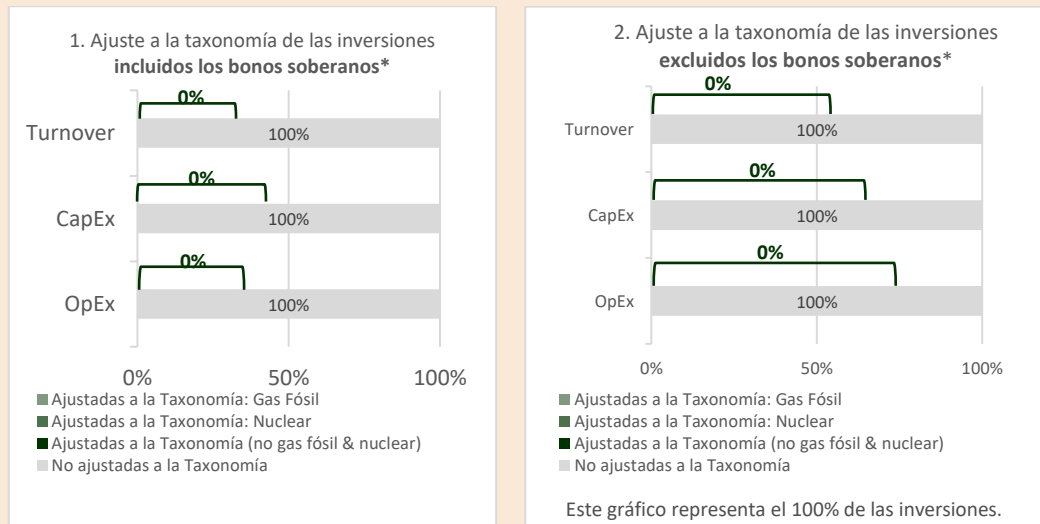 1. Ajuste a la taxonomía de las inversiones
incluidos los bonos soberanos*
0%
Turnover
100%
0%
CapEx
100%
0%
OpEx
100%
0%
50%
100%
Ajustadas a la Taxonomía: Gas Fósil
Ajustadas a la Taxonomía: Nuclear
Ajustadas a la Taxonomía (no gas fósil & nuclear)
No ajustadas a la Taxonomía
2. Ajuste a la taxonomía de las inversiones
excluidos los bonos soberanos*
0%
Turnover
100%
0%
CapEx
100%
0%
OpEx
100%
0%
50%
100%
Ajustadas a la Taxonomía: Gas Fósil
Ajustadas a la Taxonomía: Nuclear
Ajustadas a la Taxonomía (no gas fósil & nuclear)
No ajustadas a la Taxonomía
Este gráfico representa el 100% de las inversiones.